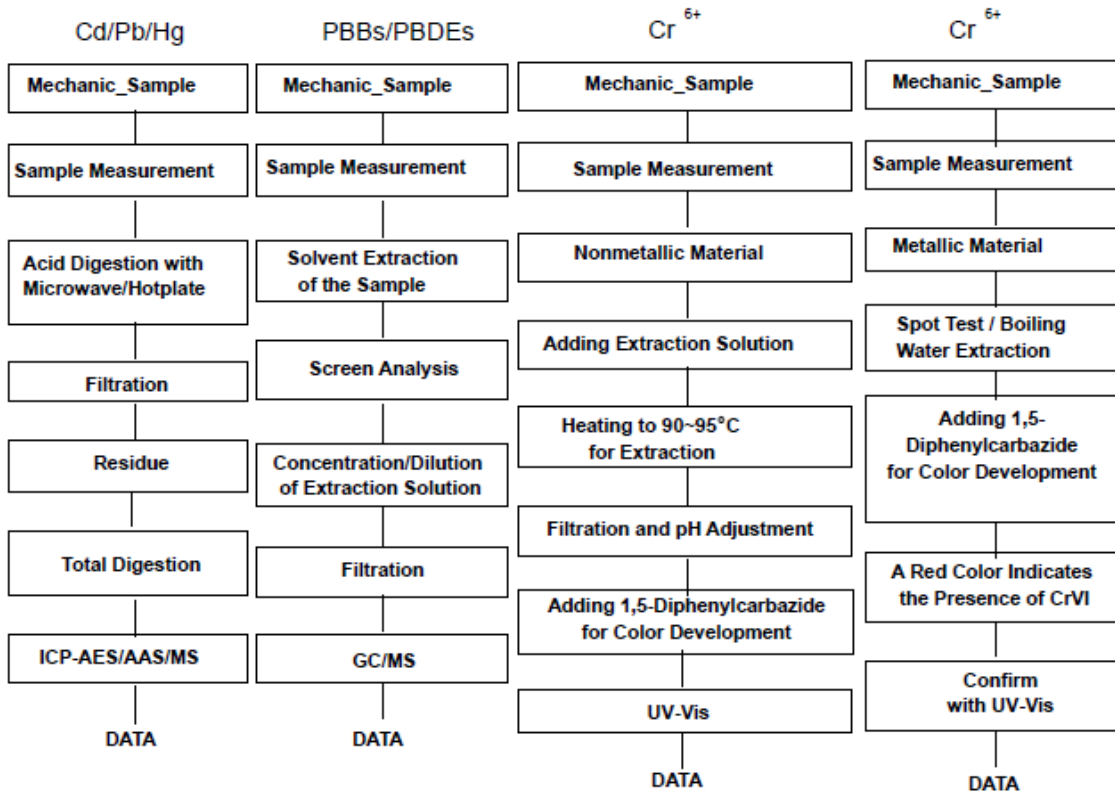 Cd/Pb/Hg
Mechanic_Sample
Sample Measurement
Acid Digestion with
Microwave/Hotplate
Filtration
Residue
Total Digestion
ICP-AES/AAS/MS
DATA
PBBs/PBDEs
Mechanic_Sample
Sample Measurement
Solvent Extraction
of the Sample
Screen Analysis
Concentration/Dilution
of Extraction Solution
Filtration
GC/MS
DATA
Cr 6+
Mechanic_Sample
Sample Measurement
Nonmetallic Material
Adding Extraction Solution
Heating to 90~95°C
for Extraction
Filtration and pH Adjustment
Adding 1,5-Diphenylcarbazide
for Color Development
UV-Vis
DATA
Cr 6+
Mechanic_Sample
Sample Measurement
Metallic Material
Spot Test / Boiling
Water Extraction
Adding 1,5-
Diphenylcarbazide
for Color Development
A Red Color Indicates
the Presence of CrVI
Confirm
with UV-Vis
DATA